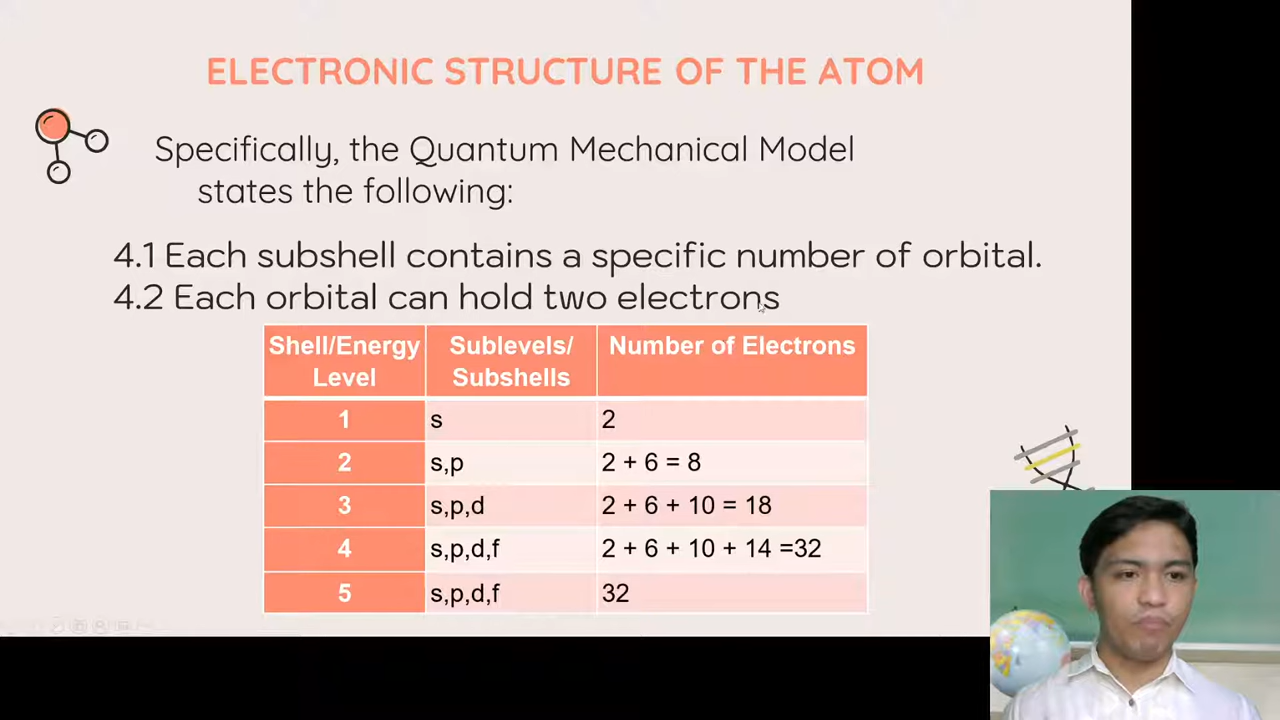 ELECTRONIC STRUCTURE OF THE ATOM
Specifically, the Quantum Mechanical Model
states the following:
4.1 Each subshell contains a specific number of orbital.
4.2 Each orbital can hold two electrons
Shell/Energy Level Sublevels/ Subshells Number of Electrons
1 s 2
2 s,p 2 + 6 = 8
3 s,p,d 2 + 6 + 10 = 18
4 s,p,d,f 2 + 6 + 10 + 14 =32
5 s,p,d,f 32